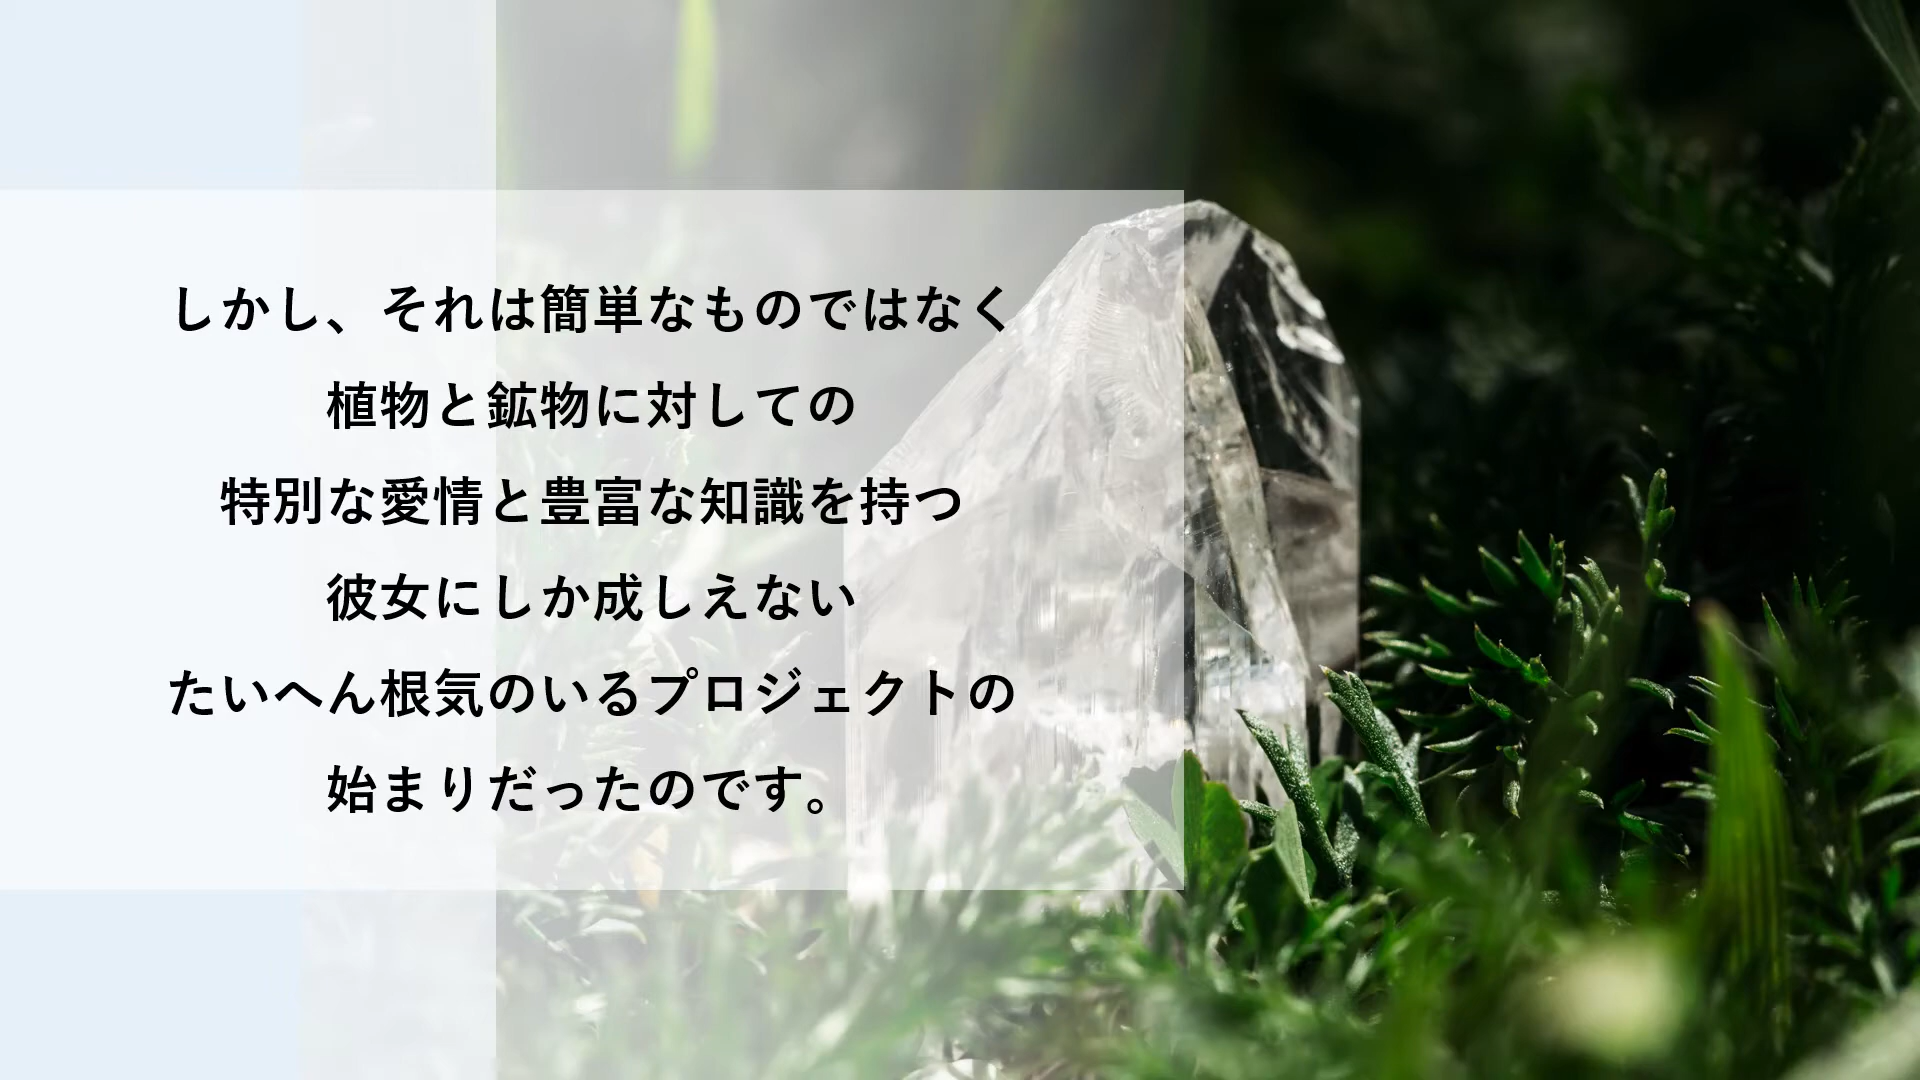 しかし、それは簡単なものではなく
植物と鉱物に対しての
特別な愛情と豊富な知識を持つ
彼女にしか成しえない
たいへん根気のいるプロジェクトの
始まりだったのです。